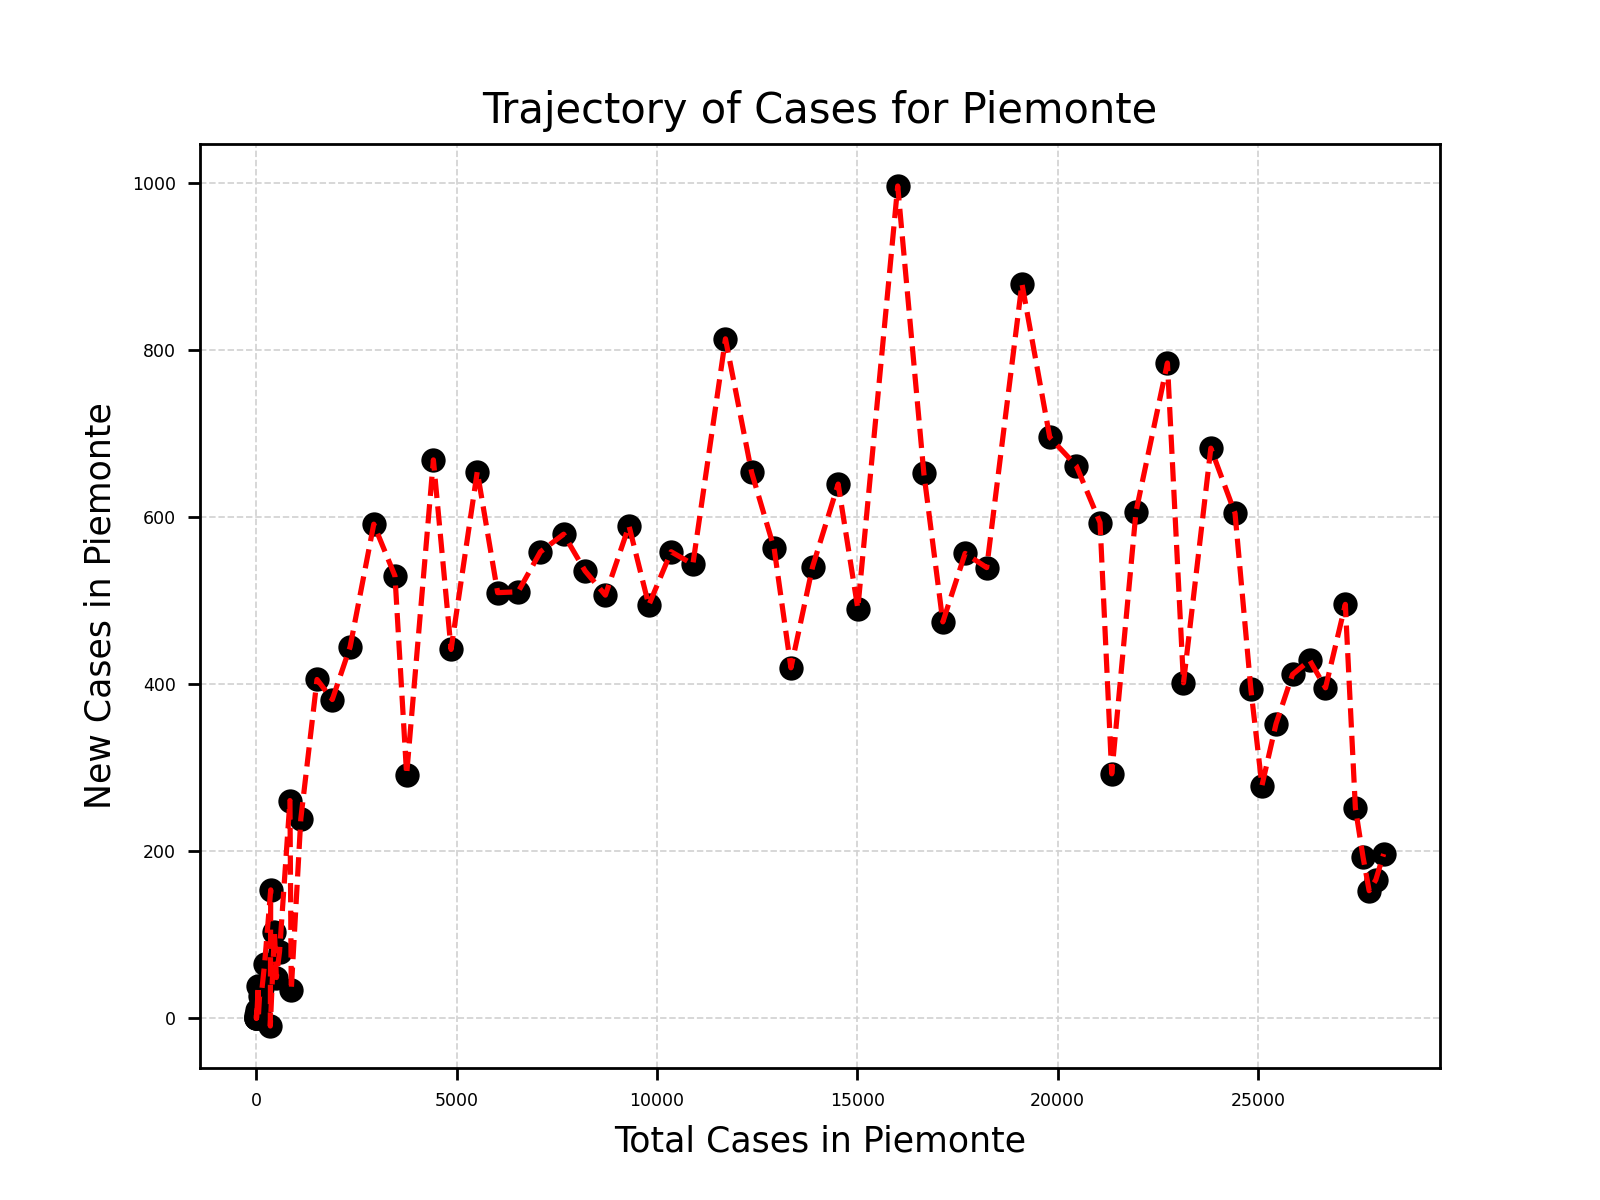 Trajectory of Cases for Piemonte
New Cases in Piemonte
1000
800
600
400
200
0
0 5000 10000 15000 20000 25000
Total Cases in Piemonte